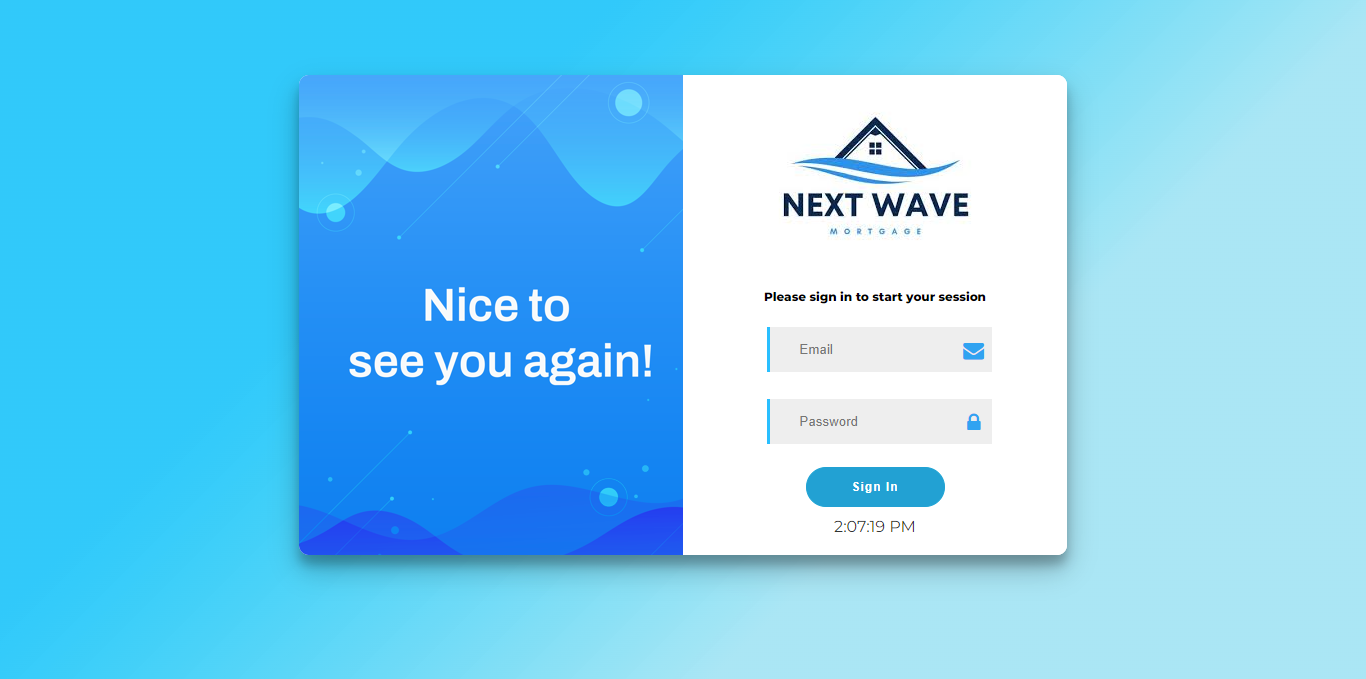 Nice to
see you again!
NEXT WAVE
MORTGAGE
Please sign in to start your session
Email
Password
Sign In
2:07:19 PM